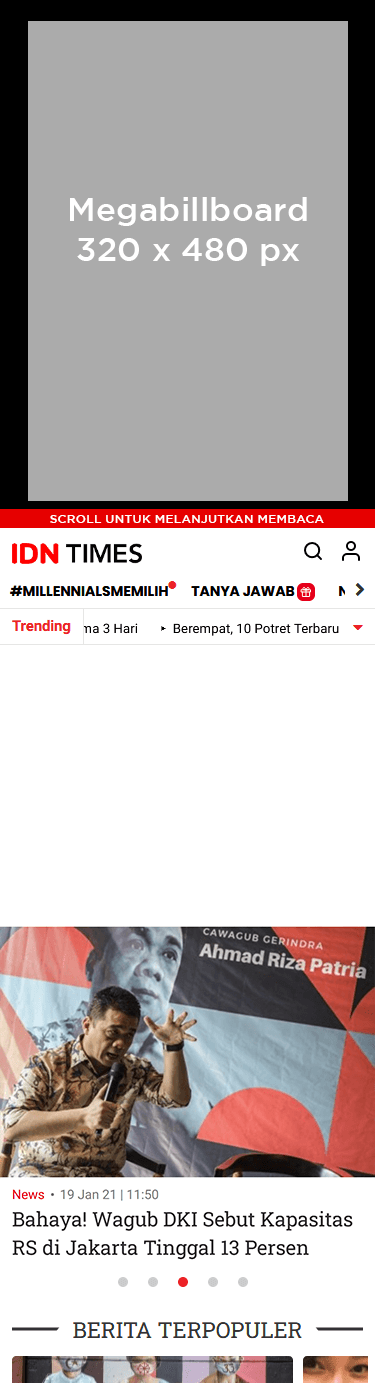 Megabillboard
320 x 480 px
SCROLL UNTUK MELANJUTKAN MEMBACA
IDN TIMES
#MILLENNIALSMEMILIH TANYA JAWAB
Trending ma 3 Hari ‣ Berempat, 10 Potret Terbaru
CAWAGUB GERINDRA
Ahmad Riza Patria
News • 19 Jan 21 | 11:50
Bahaya! Wagub DKI Sebut Kapasitas
RS di Jakarta Tinggal 13 Persen
BERITA TERPOPULER